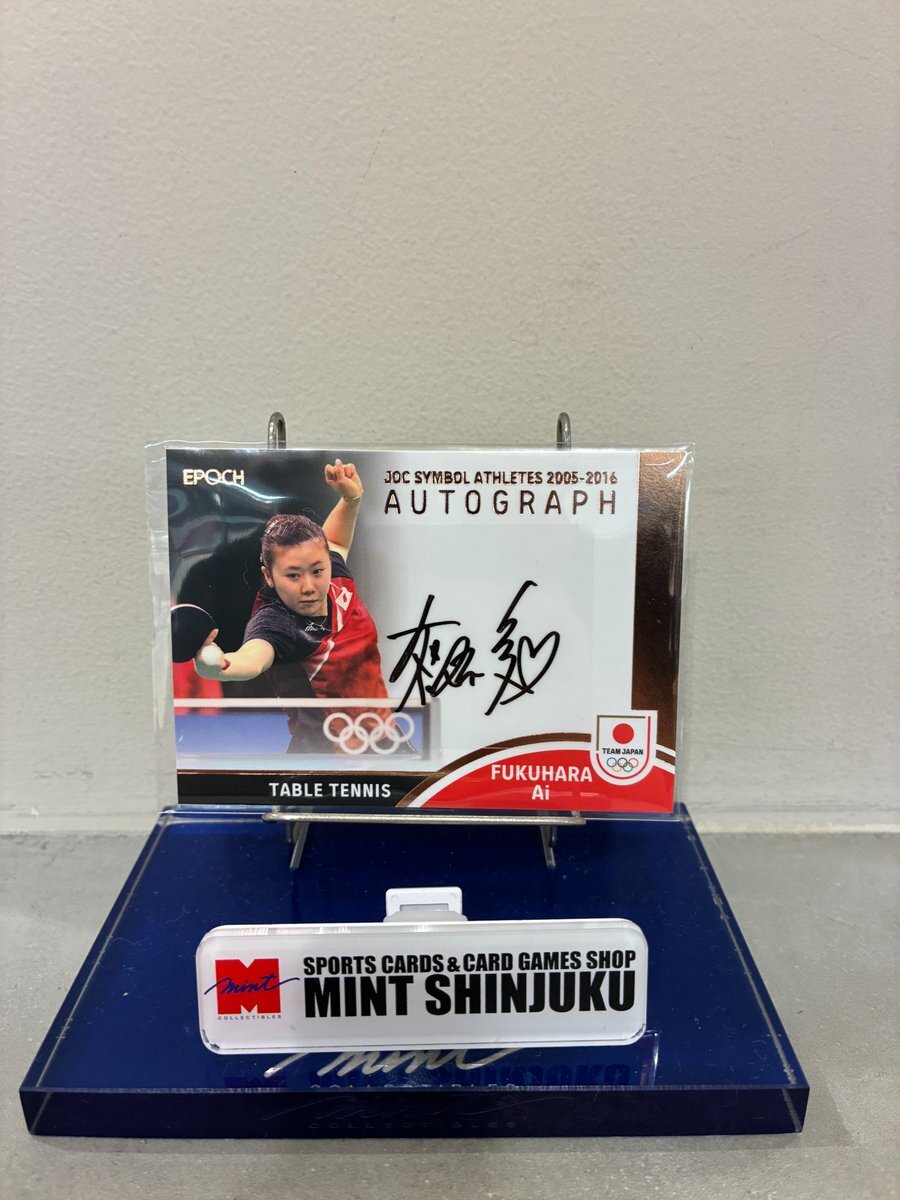 EPOCH
JOC SYMBOL ATHLETES 2005-2016
AUTOGRAPH
TEAM JAPAN
FUKUHARA
Ai
TABLE TENNIS
mint
COLLECTIBLES
SPORTS CARDS & CARD GAMES SHOP
MINT SHINJUKU
mint